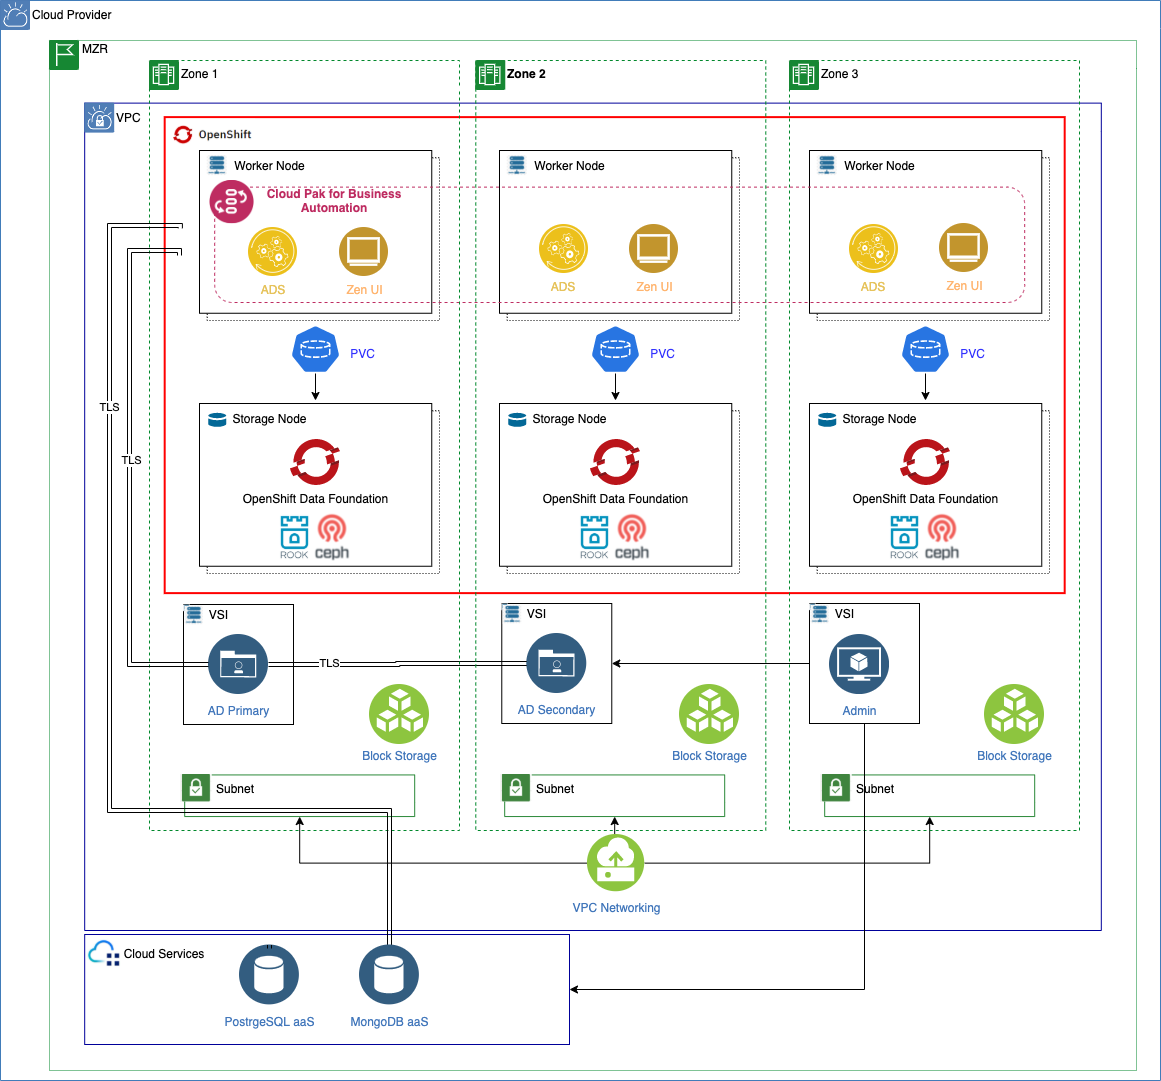 Cloud Provider
MZR
Zone 1
Zone 2
Zone 3
VPC
OpenShift
Worker Node
Worker Node
Worker Node
Cloud Pak for Business
Automation
ADS
Zen UI
ADS
Zen UI
ADS
Zen UI
PVC
PVC
PVC
TLS
TLS
Storage Node
Storage Node
Storage Node
OpenShift Data Foundation
OpenShift Data Foundation
OpenShift Data Foundation
ROOK
ceph
ROOK
ceph
ROOK
ceph
VSI
VSI
VSI
TLS
AD Primary
AD Secondary
Admin
Block Storage
Block Storage
Block Storage
Subnet
Subnet
Subnet
VPC Networking
Cloud Services
PostrgeSQL aaS
MongoDB aaS